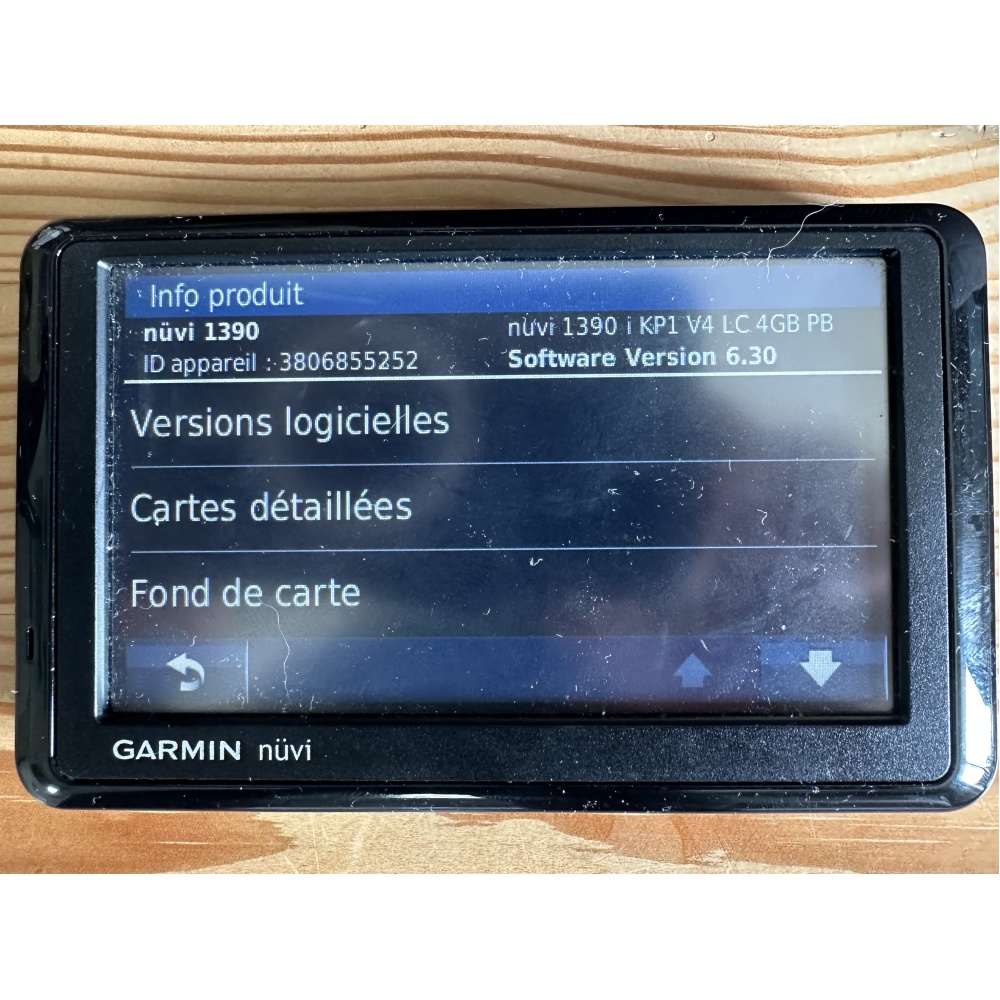 Info produit
nüvi 1390
nüvi 1390 i KP1 V4 LC 4GB PB
ID appareil : 3806855252
Software Version 6.30
Versions logicielles
Cartes détaillées
Fond de carte
GARMIN nüvi